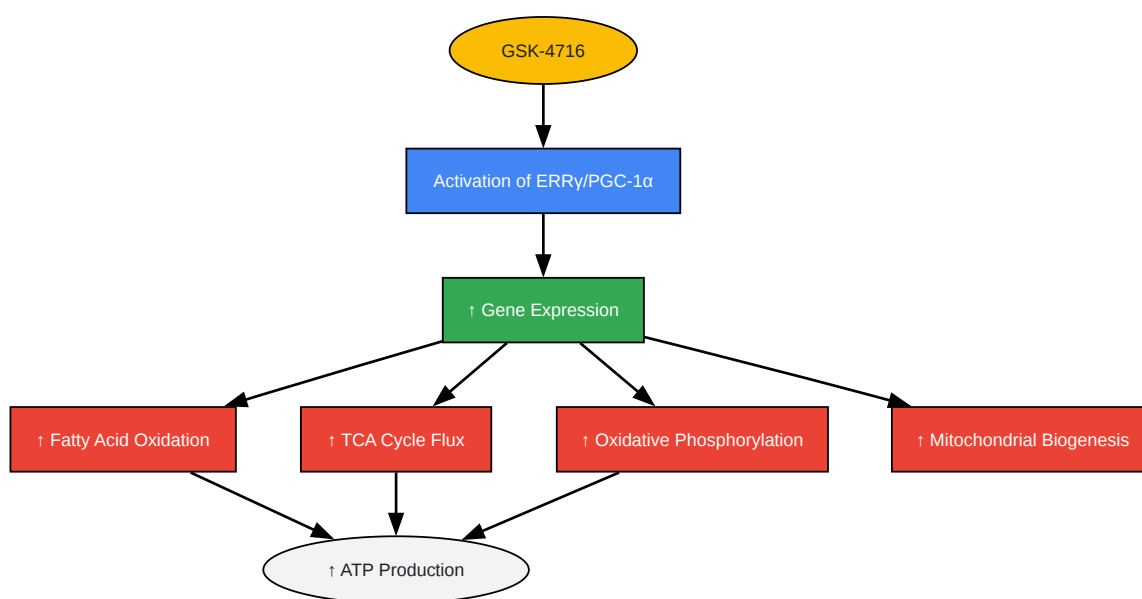 GSK-4716
Activation of ERRγ/PGC-1α
↑ Gene Expression
↑ Fatty Acid Oxidation
↑ TCA Cycle Flux
↑ Oxidative Phosphorylation
↑ Mitochondrial Biogenesis
↑ ATP Production